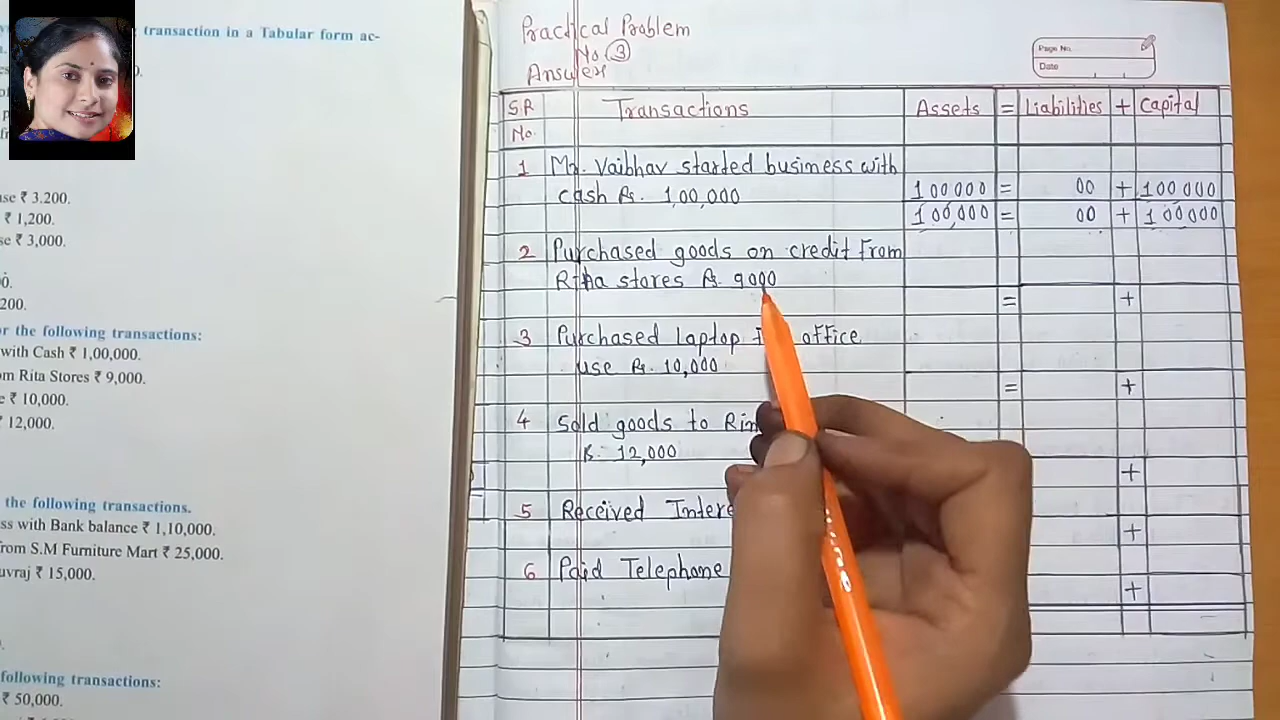 transaction in a Tabular form ac-
use ₹ 3.200.
₹ 1,200.
se ₹ 3,000.
200.
or the following transactions:
with Cash ₹ 1,00,000.
om Rita Stores ₹ 9,000.
e ₹ 10,000.
₹ 12,000.
the following transactions.
ss with Bank balance ₹ 1,10,000.
from S.M Furniture Mart ₹ 25,000.
uvraj ₹ 15,000.
following transactions:
₹ 50,000.
Practical Problem
No. 3
Answer
Page No.
Date
S.R No. Transactions Assets = Liabilities + Capital
1 Mr. Vaibhav started business with
cash Rs. 1,00,000 100000 = 00 + 100000
100,000 = 00 + 100000
2 Purchased goods on credit from
Rita stores Rs. 9000
= +
3 Purchased Laptop office
use Rs. 10,000
= +
4 Sold goods to
Rs. 12,000
+
5 Received
+
6 Paid Telephone
+